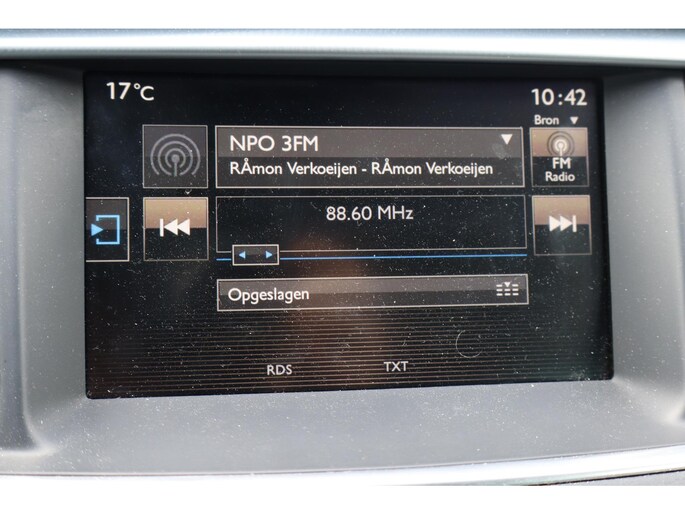 17°C
10:42
Bron ▼
NPO 3FM ▼
RÅmon Verkoeijen - RÅmon Verkoeijen
FM
Radio
88.60 MHz
Opgeslagen
RDS TXT